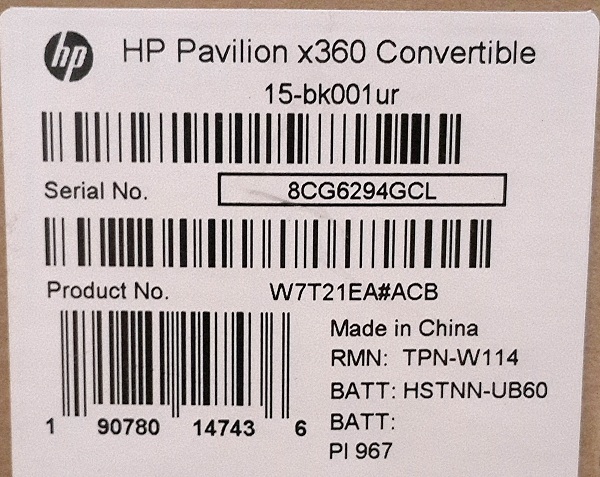 hp HP Pavilion x360 Convertible
15-bk001ur
Serial No. 8CG6294GCL
Product No. W7T21EA#ACB
Made in China
RMN: TPN-W114
BATT: HSTNN-UB60
BATT:
PI 967
1 90780 14743 6